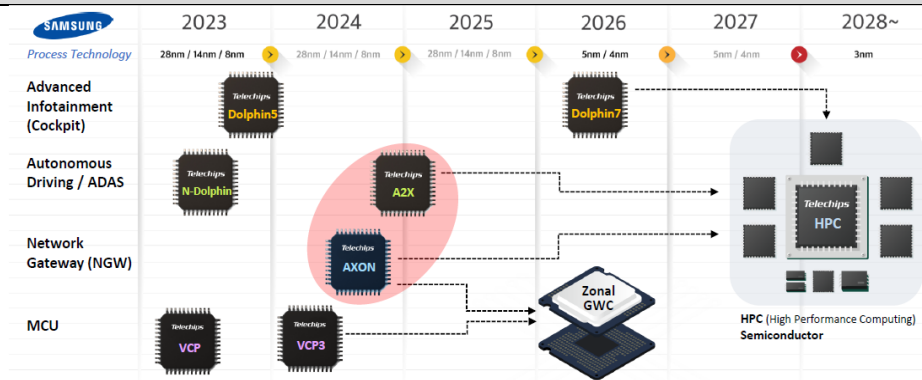 SAMSUNG
2023 2024 2025 2026 2027 2028~
Process Technology 28nm / 14nm / 8nm 28nm / 14nm / 8nm 28nm / 14nm / 8nm 5nm / 4nm 5nm / 4nm 3nm
Advanced
Infotainment
(Cockpit)
Telechips
Dolphin5
Telechips
Dolphin7
Autonomous
Driving / ADAS
Telechips
N-Dolphin
Telechips
A2X
Telechips
HPC
Network
Gateway (NGW)
Telechips
AXON
Zonal
GWC
MCU
Telechips
VCP
Telechips
VCP3
HPC (High Performance Computing)
Semiconductor